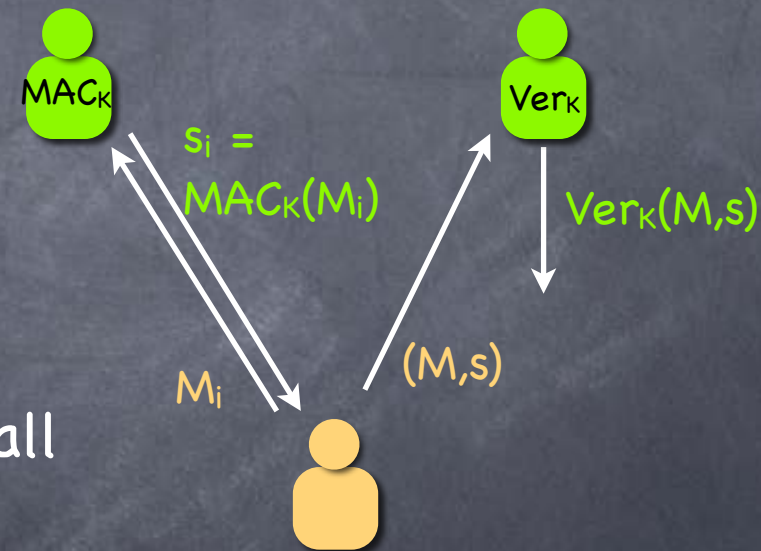 MACₖ
Verₖ
sᵢ =
MACₖ(Mᵢ)
Verₖ(M,s)
Mᵢ
(M,s)
all